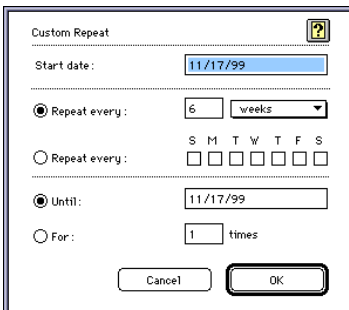 Custom Repeat ?
Start date: 11/17/99
Repeat every: 6 weeks
S M T W T F S
Repeat every:
Until: 11/17/99
For: 1 times
Cancel OK